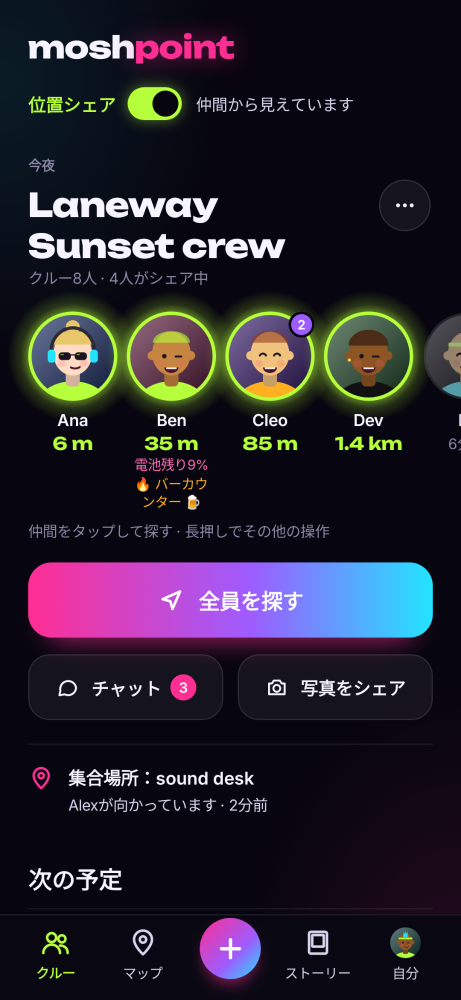 moshpoint
位置シェア 仲間から見えています
今夜
Laneway
Sunset crew
クルー8人 · 4人がシェア中
2
Ana Ben Cleo Dev
6 m 35 m 85 m 1.4 km
電池残り9%
🔥 バーカウ
ンター 🍺
仲間をタップして探す · 長押しでその他の操作
全員を探す
チャット 3 写真をシェア
集合場所：sound desk
Alexが向かっています · 2分前
次の予定
クルー マップ ストーリー 自分